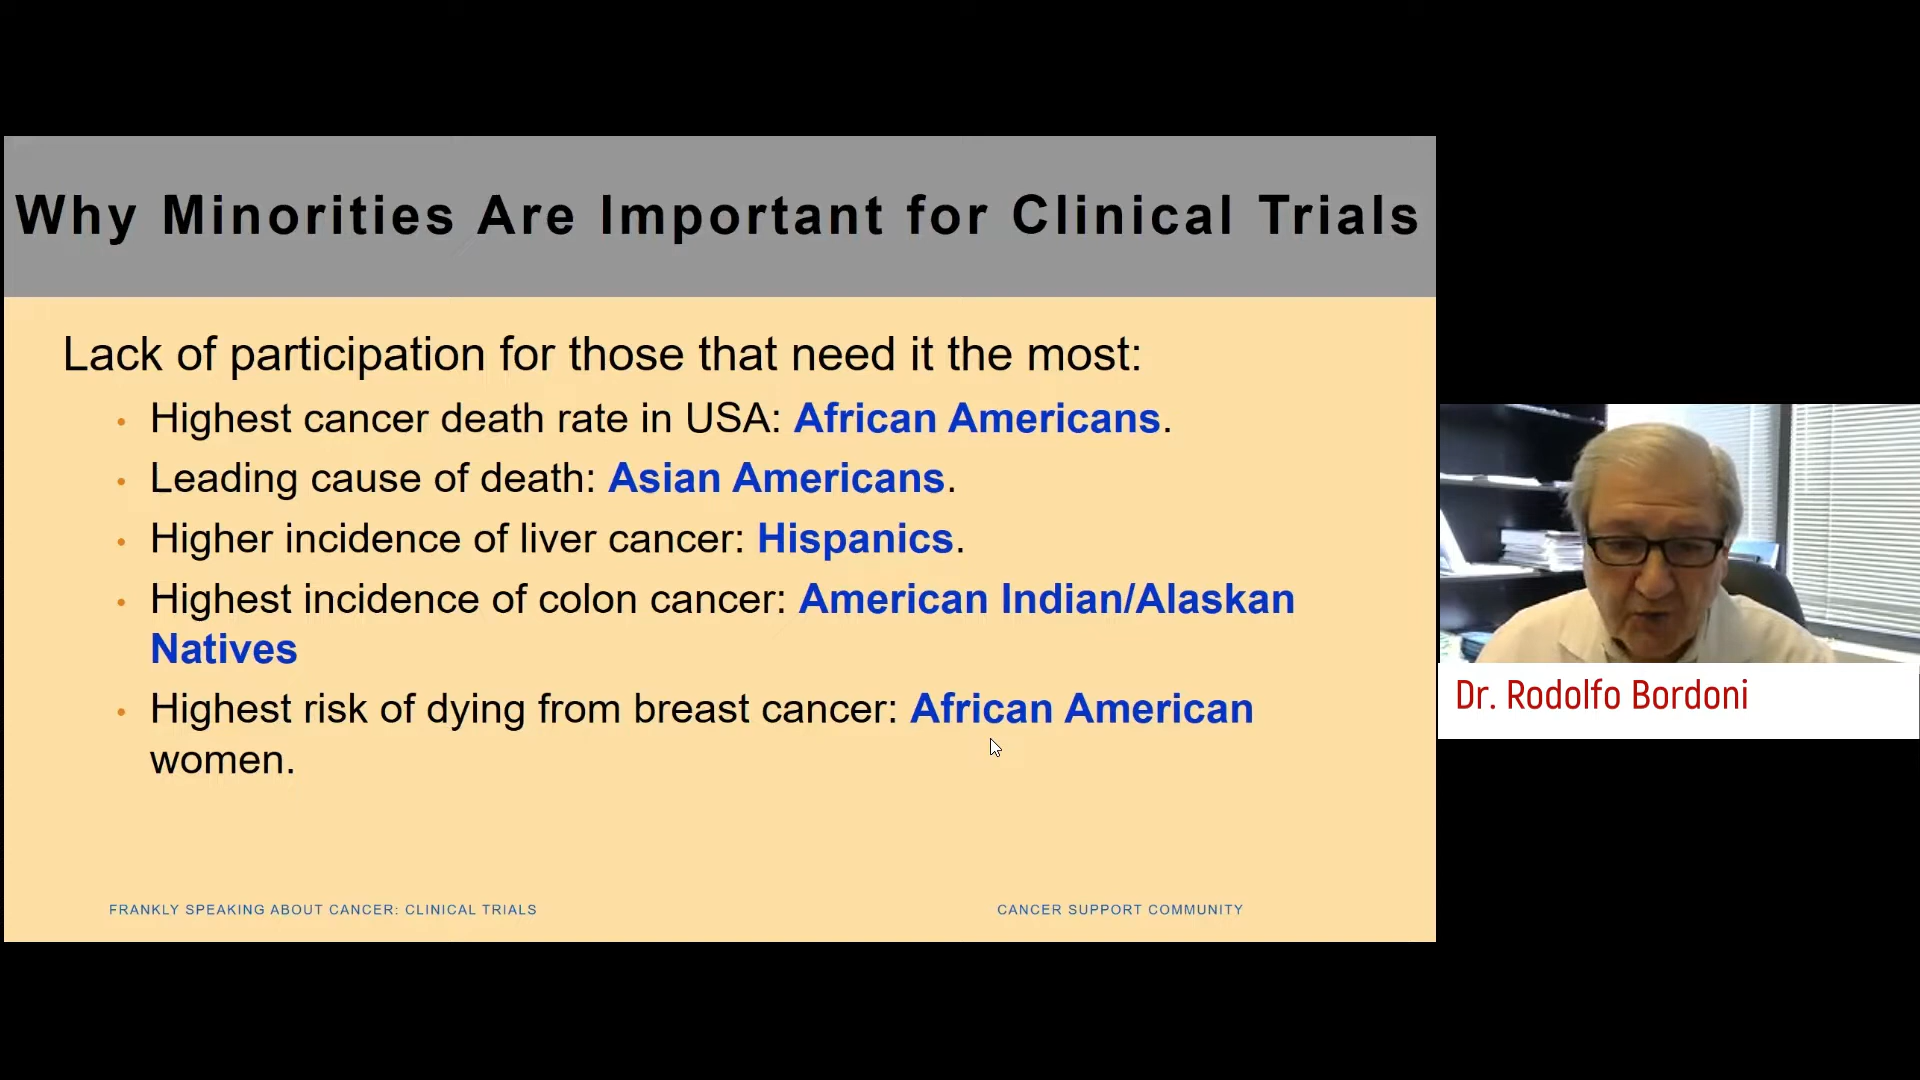 Why Minorities Are Important for Clinical Trials
Lack of participation for those that need it the most:
• Highest cancer death rate in USA: African Americans.
• Leading cause of death: Asian Americans.
• Higher incidence of liver cancer: Hispanics.
• Highest incidence of colon cancer: American Indian/Alaskan
Natives
• Highest risk of dying from breast cancer: African American
women.
FRANKLY SPEAKING ABOUT CANCER: CLINICAL TRIALS
CANCER SUPPORT COMMUNITY
Dr. Rodolfo Bordoni